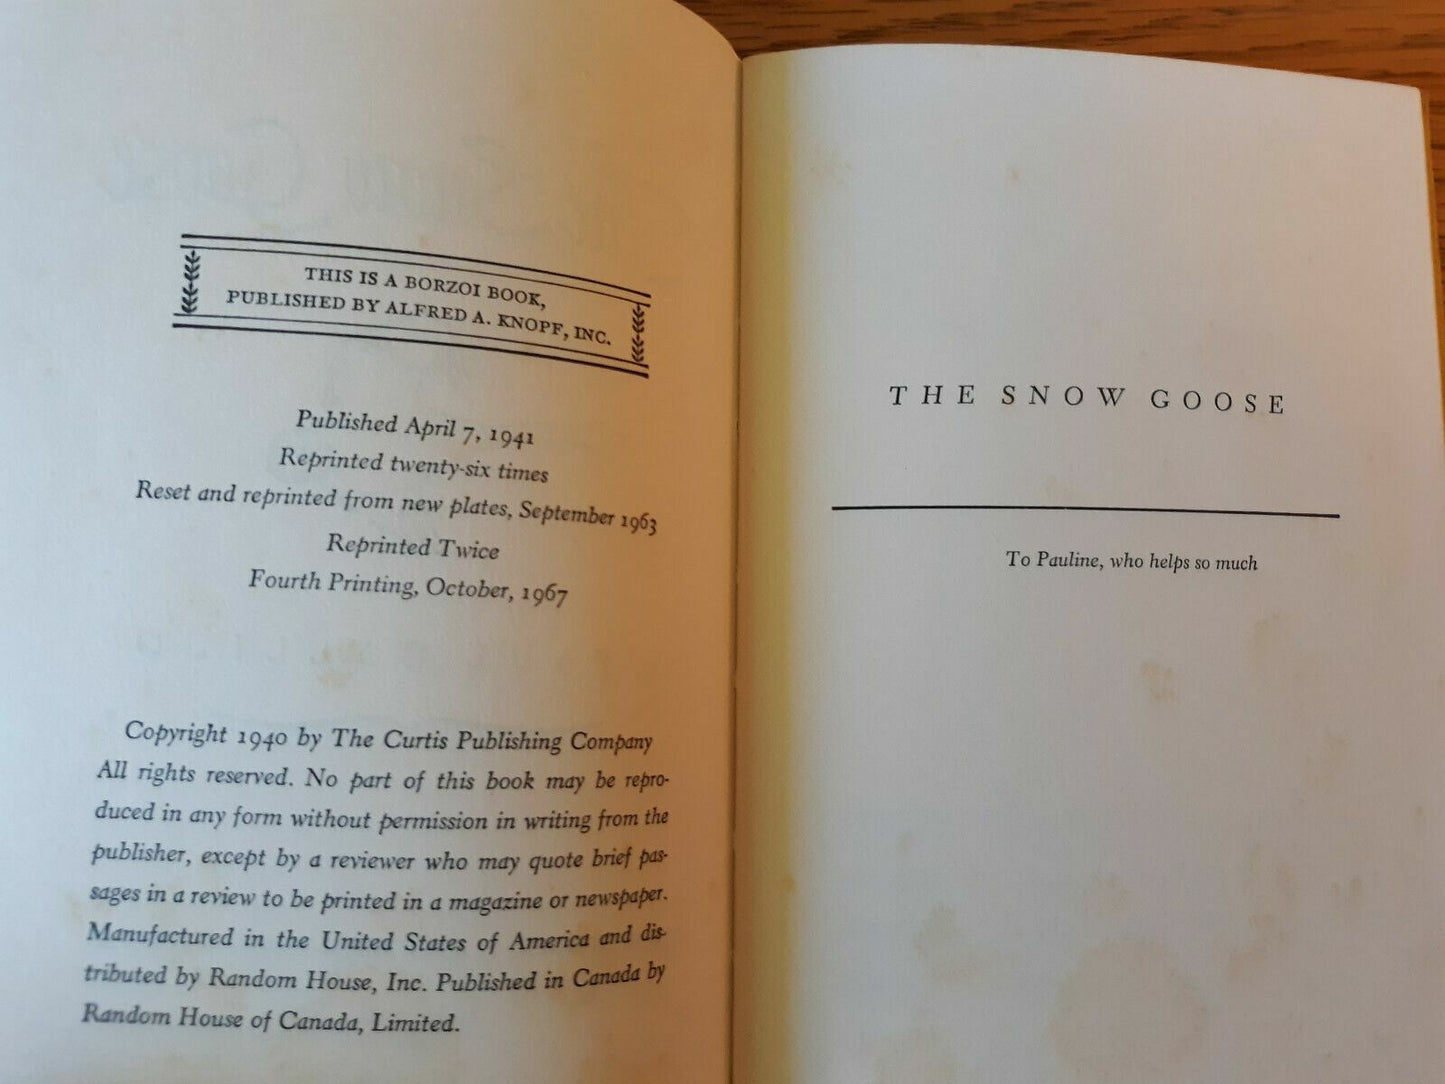 THIS IS A BORZOI BOOK,
PUBLISHED BY ALFRED A. KNOPF, INC.
Published April 7, 1941
Reprinted twenty-six times
Reset and reprinted from new plates, September 1963
Reprinted Twice
Fourth Printing, October, 1967
Copyright 1940 by The Curtis Publishing Company
All rights reserved. No part of this book may be repro-
duced in any form without permission in writing from the
publisher, except by a reviewer who may quote brief pas-
sages in a review to be printed in a magazine or newspaper.
Manufactured in the United States of America and dis-
tributed by Random House, Inc. Published in Canada by
Random House of Canada, Limited.
THE SNOW GOOSE
To Pauline, who helps so much